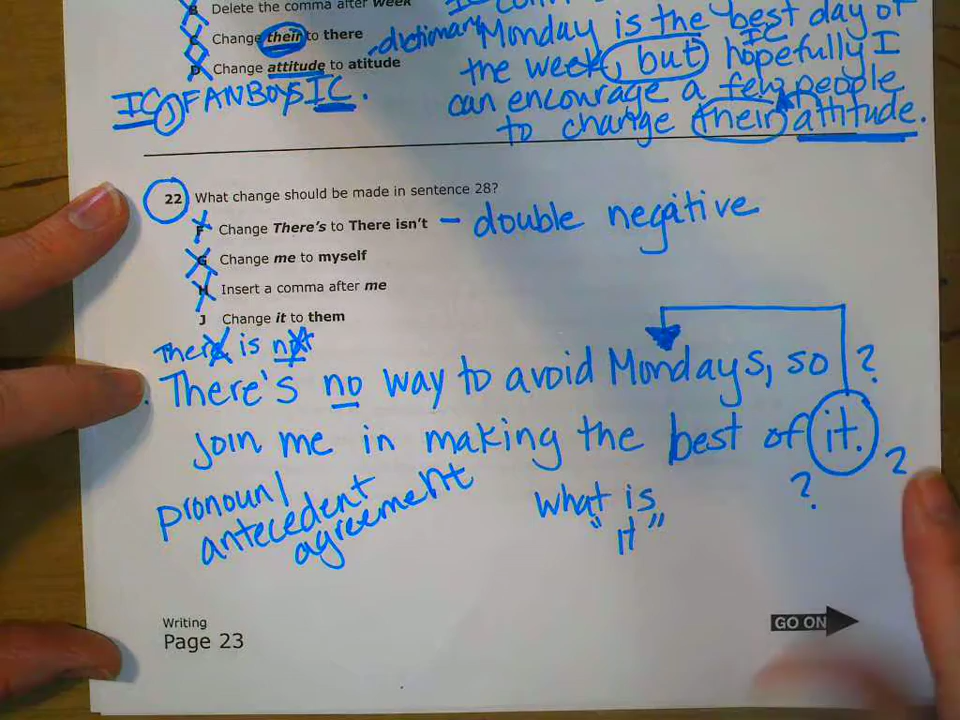 Delete the comma after week
Change their to there
D Change attitude to atitude
- dictionary
IC, FANBOYS IC.
Monday is the best day of
IC
the week, but hopefully I
can encourage a few people
to change their attitude.
22 What change should be made in sentence 28?
F Change There's to There isn't - double negative
G Change me to myself
H Insert a comma after me
J Change it to them
There is not
There's no way to avoid Mondays, so ?
join me in making the best of it. ?
?
pronoun/
antecedent
agreement
What is
"it"
Writing
Page 23
GO ON